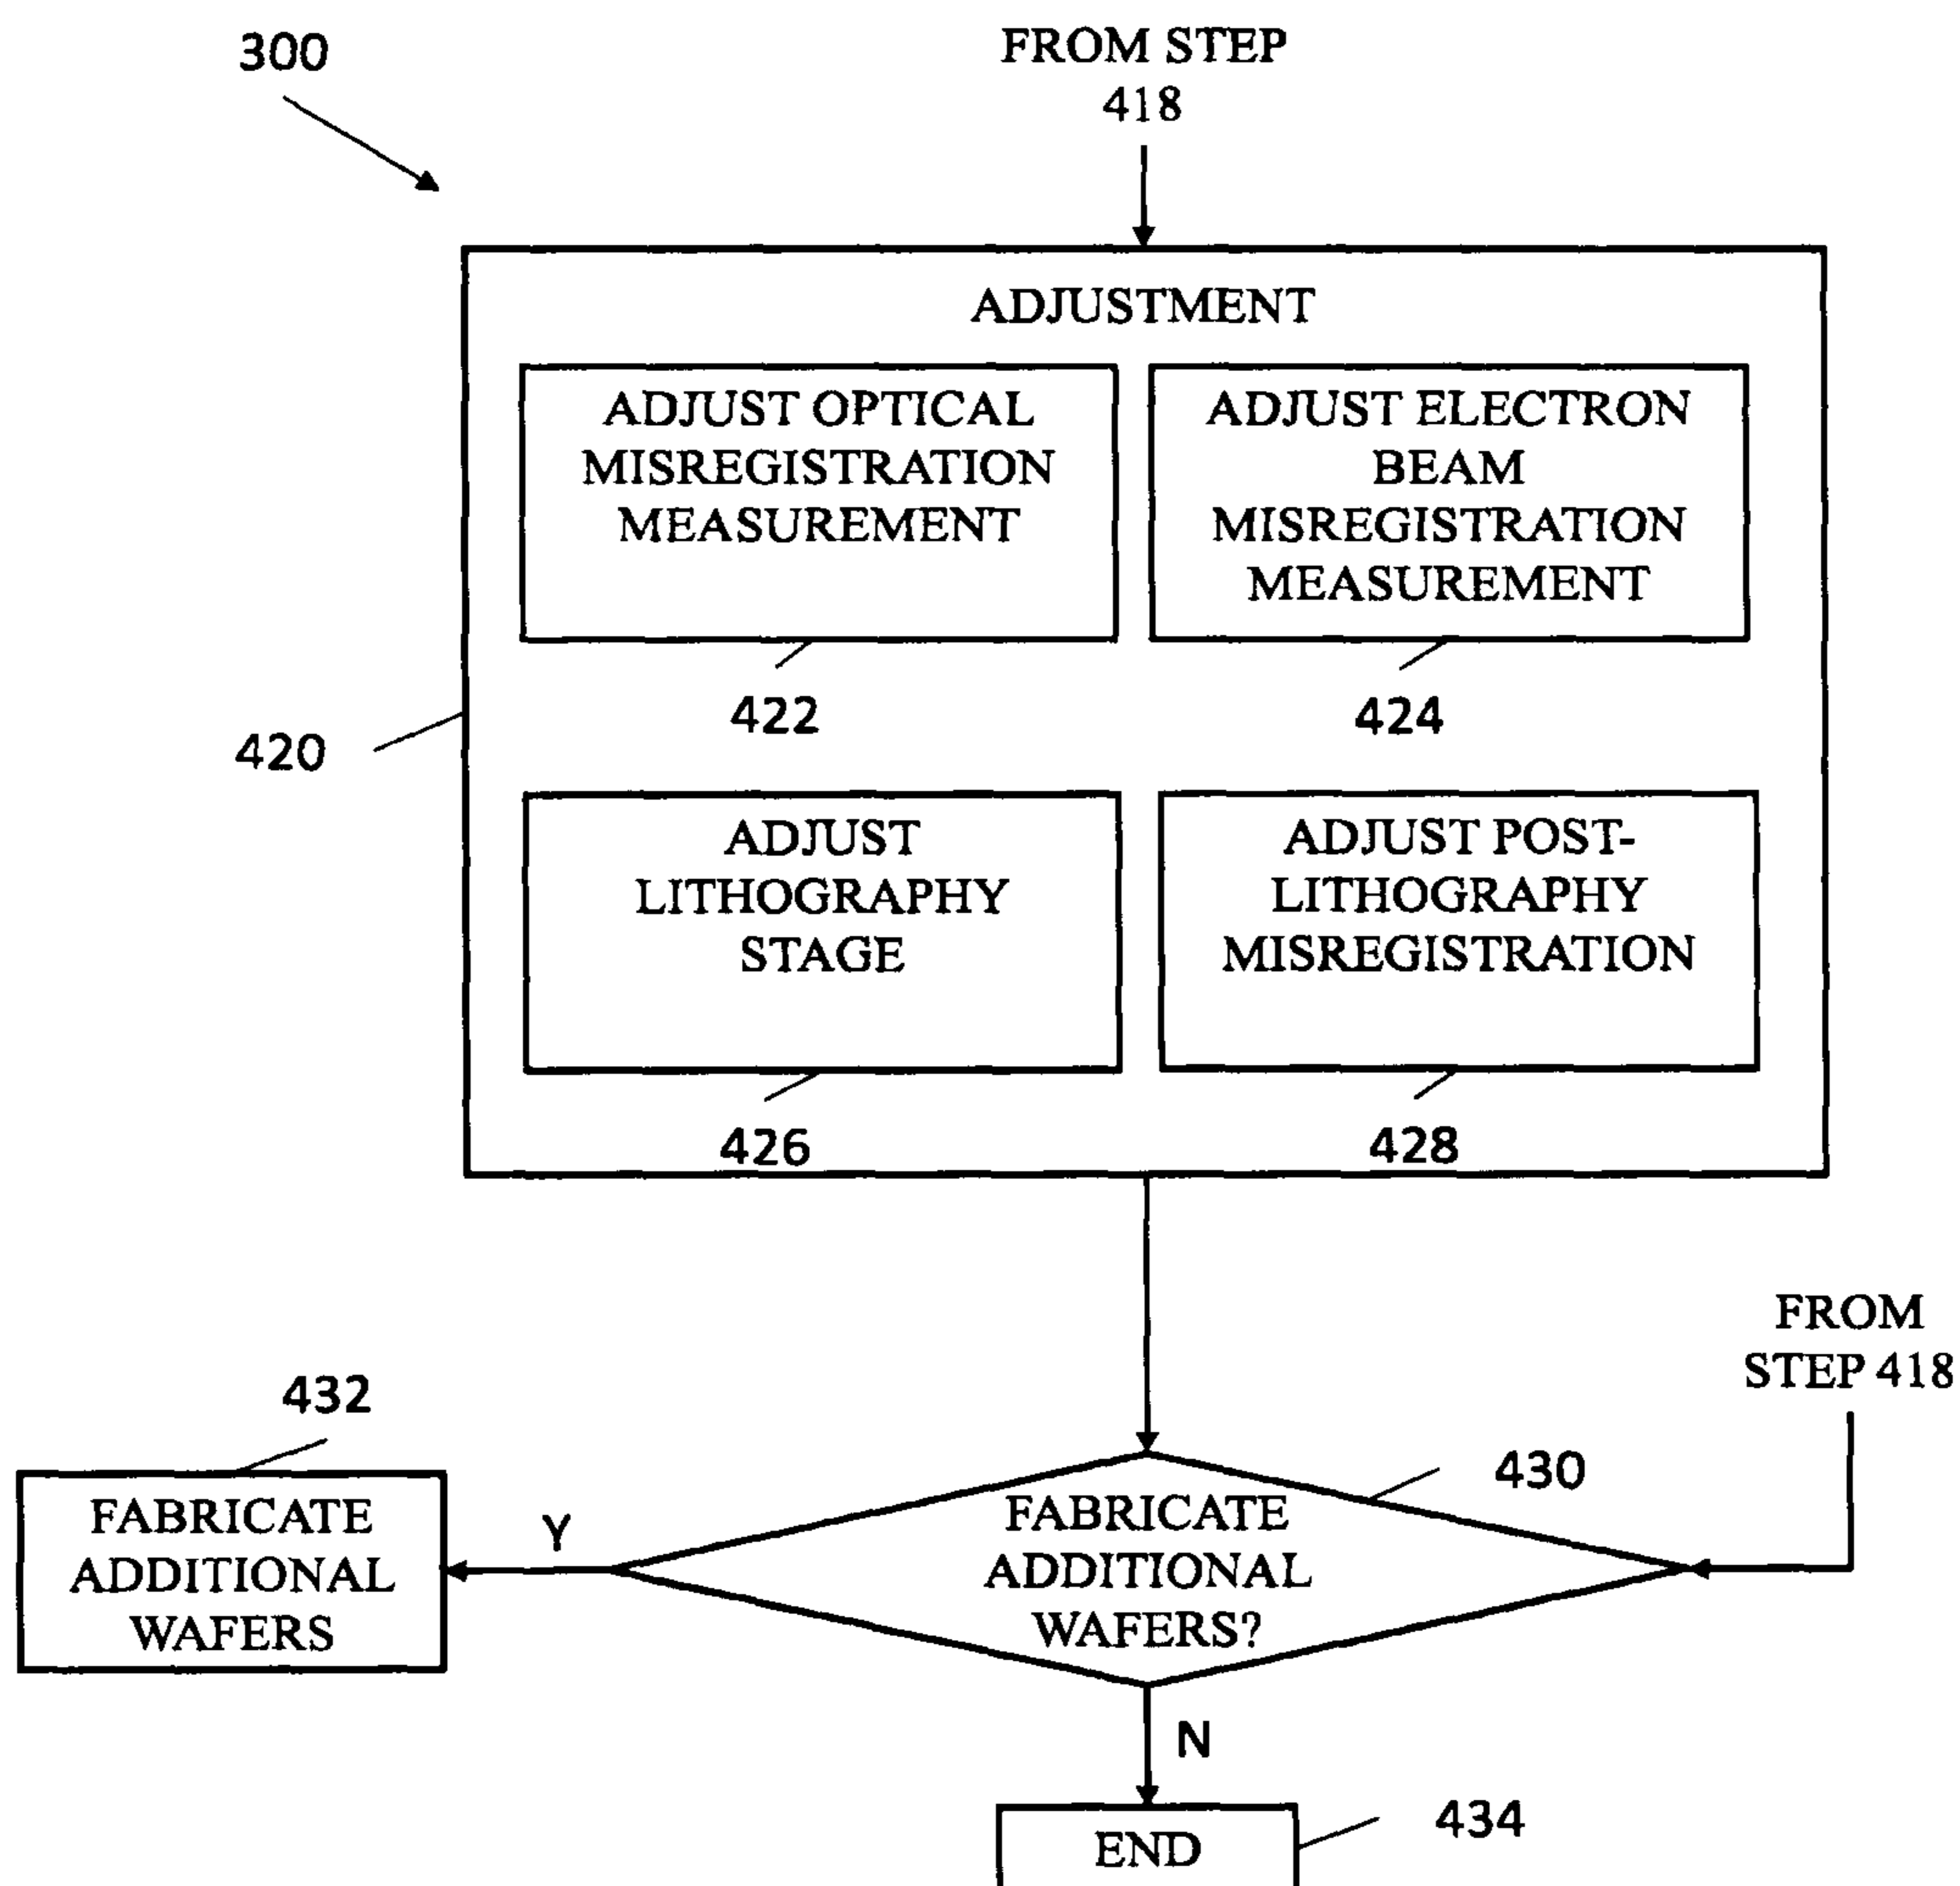 300
FROM STEP
418
ADJUSTMENT
ADJUST OPTICAL
MISREGISTRATION
MEASUREMENT
ADJUST ELECTRON
BEAM
MISREGISTRATION
MEASUREMENT
422
424
420
ADJUST
LITHOGRAPHY
STAGE
ADJUST POST-
LITHOGRAPHY
MISREGISTRATION
426
428
FROM
STEP 418
432
430
FABRICATE
ADDITIONAL
WAFERS
Y
FABRICATE
ADDITIONAL
WAFERS?
N
END
434